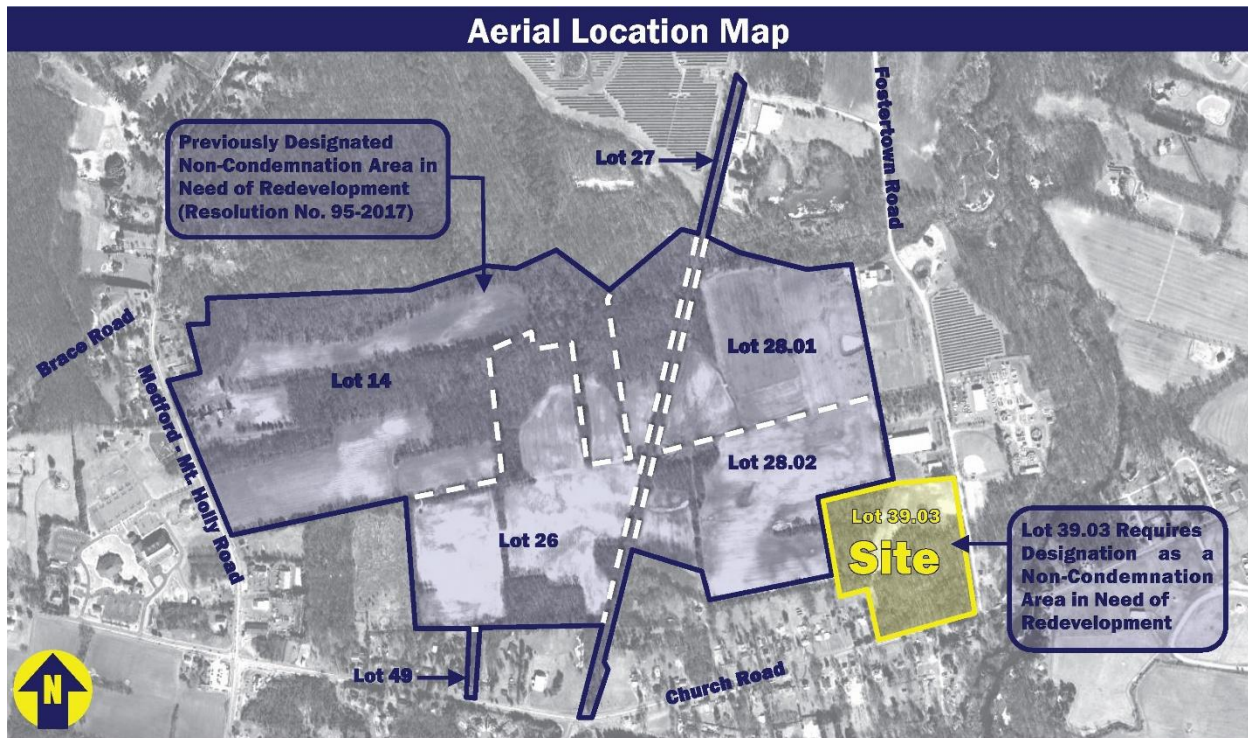 Aerial Location Map
Previously Designated
Non-Condemnation Area in
Need of Redevelopment
(Resolution No. 95-2017)
Lot 27
Fostertown Road
Brace Road
Medford - Mt. Holly Road
Lot 14
Lot 28.01
Lot 28.02
Lot 26
Lot 39.03
Site
Lot 39.03 Requires
Designation as a
Non-Condemnation
Area in Need of
Redevelopment
Lot 49
Church Road
N